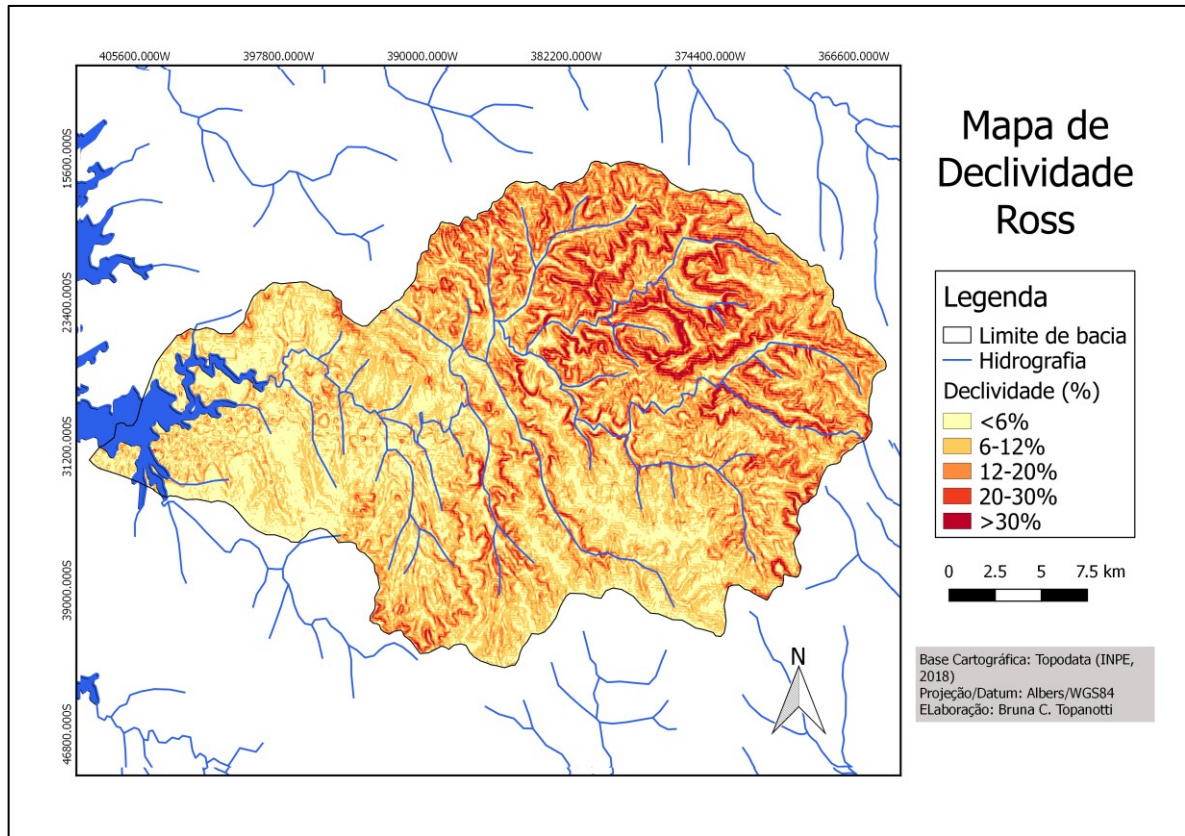 405600.000W
397800.000W
390000.000W
382200.000W
374400.000W
366600.000W
15600.000S
23400.000S
31200.000S
39000.000S
46800.000S
N
Mapa de
Declividade
Ross
Legenda
Limite de bacia
Hidrografia
Declividade (%)
<6%
6-12%
12-20%
20-30%
>30%
0 2.5 5 7.5 km
Base Cartográfica: Topodata (INPE,
2018)
Projeção/Datum: Albers/WGS84
ELaboração: Bruna C. Topanotti